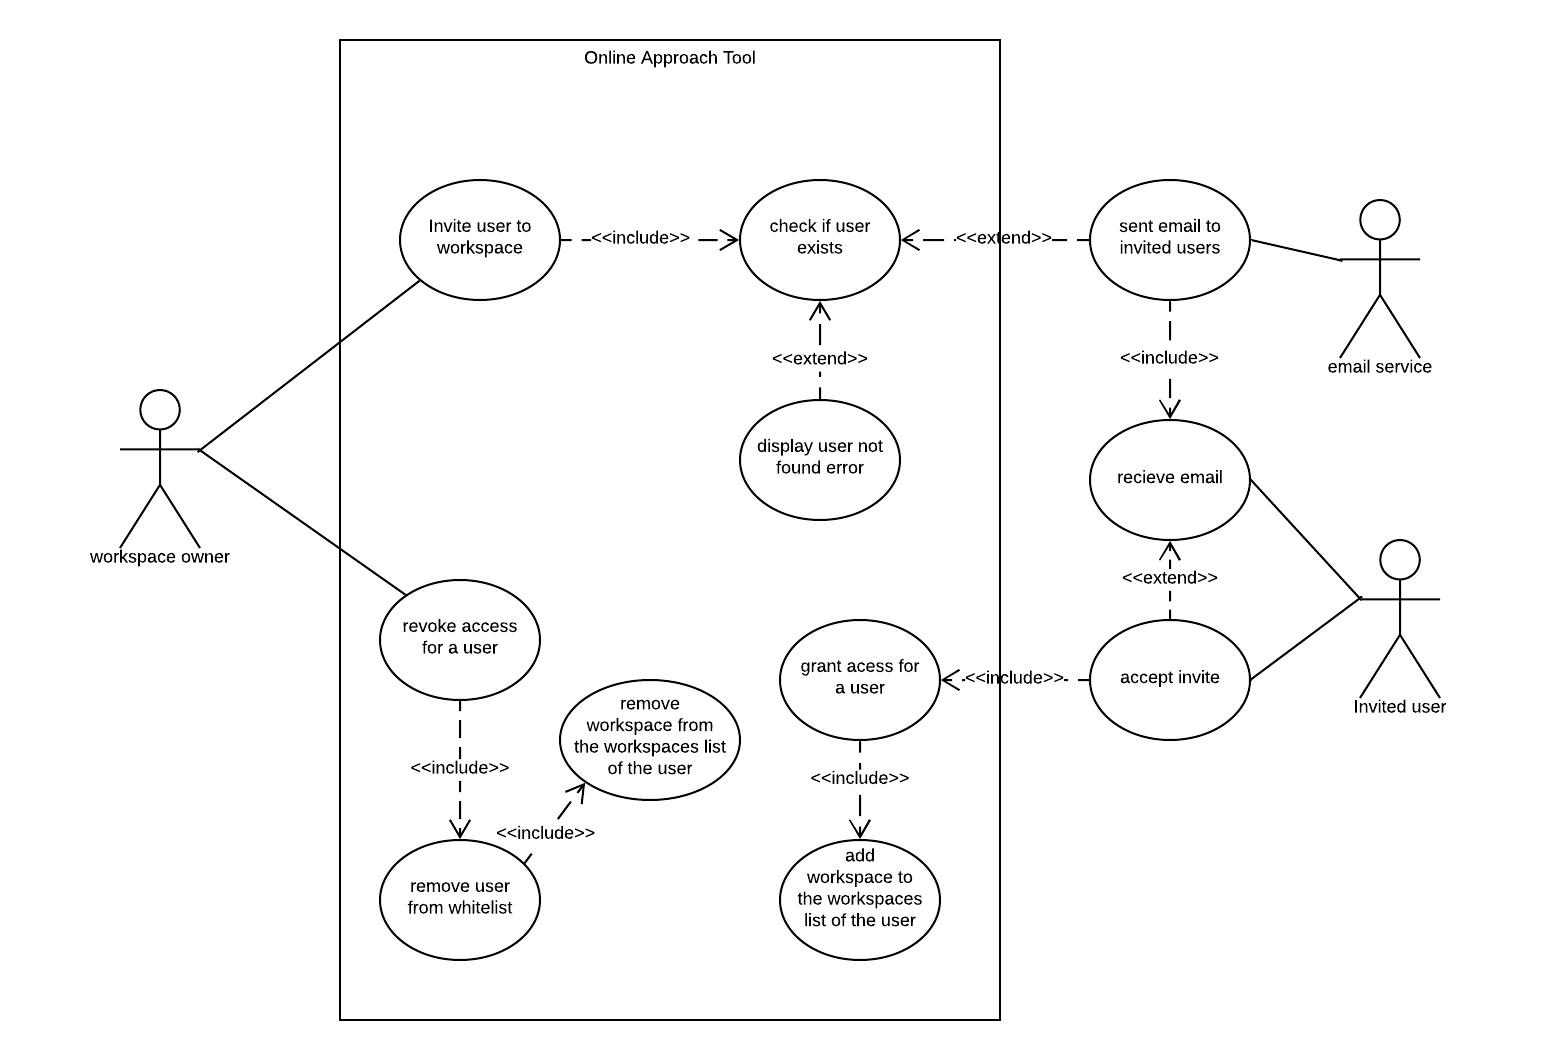 Online Approach Tool
Invite user to
workspace
<<include>>
check if user
exists
<<extend>>
sent email to
invited users
email service
<<include>>
<<extend>>
display user not
found error
recieve email
workspace owner
<<extend>>
revoke access
for a user
grant acess for
a user
<<include>>
accept invite
Invited user
remove
workspace from
the workspaces list
of the user
<<include>>
<<include>>
<<include>>
remove user
from whitelist
add
workspace to
the workspaces
list of the user